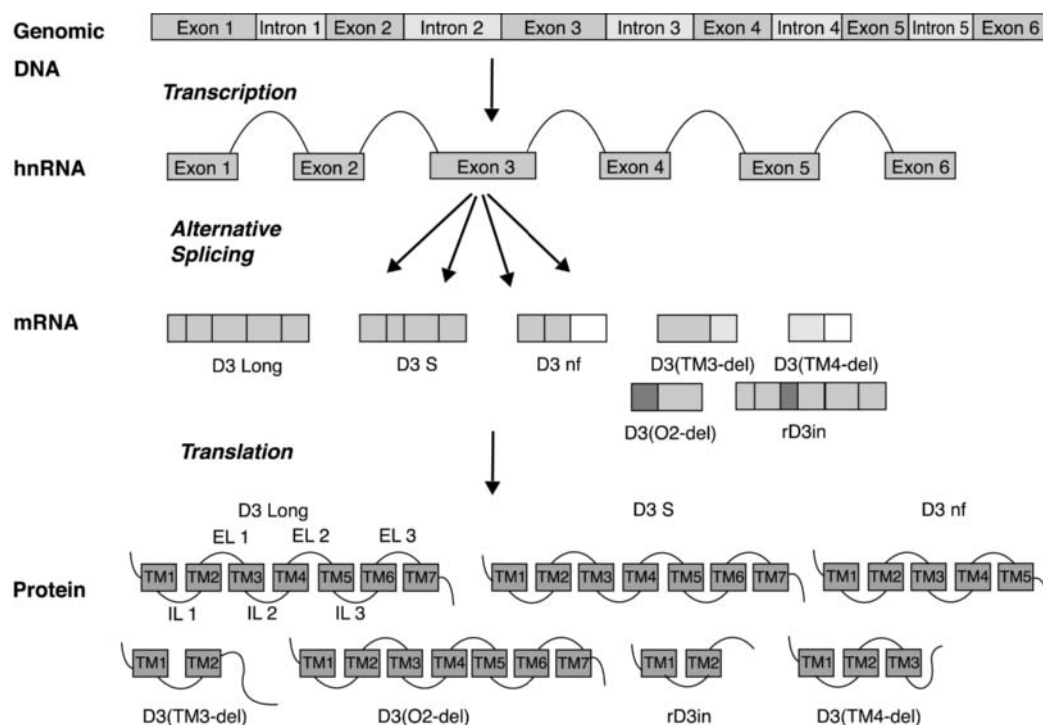 Genomic DNA
Exon 1 Intron 1 Exon 2 Intron 2 Exon 3 Intron 3 Exon 4 Intron 4 Exon 5 Intron 5 Exon 6
Transcription
hnRNA
Exon 1 Exon 2 Exon 3 Exon 4 Exon 5 Exon 6
Alternative
Splicing
mRNA
D3 Long D3 S D3 nf D3(TM3-del) D3(TM4-del)
D3(O2-del) rD3in
Translation
D3 Long D3 S D3 nf
EL 1 EL 2 EL 3
Protein
TM1 TM2 TM3 TM4 TM5 TM6 TM7 TM1 TM2 TM3 TM4 TM5 TM6 TM7 TM1 TM2 TM3 TM4 TM5
IL 1 IL 2 IL 3
TM1 TM2 TM1 TM2 TM3 TM4 TM5 TM6 TM7 TM1 TM2 TM1 TM2 TM3
D3(TM3-del) D3(O2-del) rD3in D3(TM4-del)